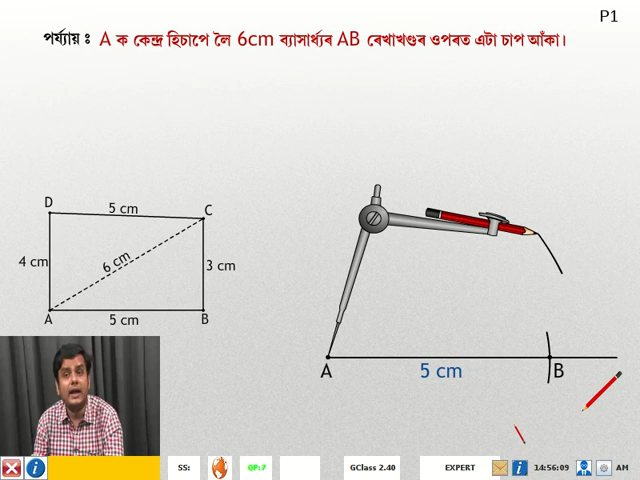 P1
পৰ্য্যায় ঃ A ক কেন্দ্ৰ হিচাপে লৈ 6cm ব্যাসাৰ্ধ্যৰ AB ৰেখাখণ্ডৰ ওপৰত এটা চাপ আঁকা।
D 5 cm C
4 cm 6 cm 3 cm
A 5 cm B
A 5 cm B
SS: OP:7 GClass 2.40 EXPERT 14:56:09 AM